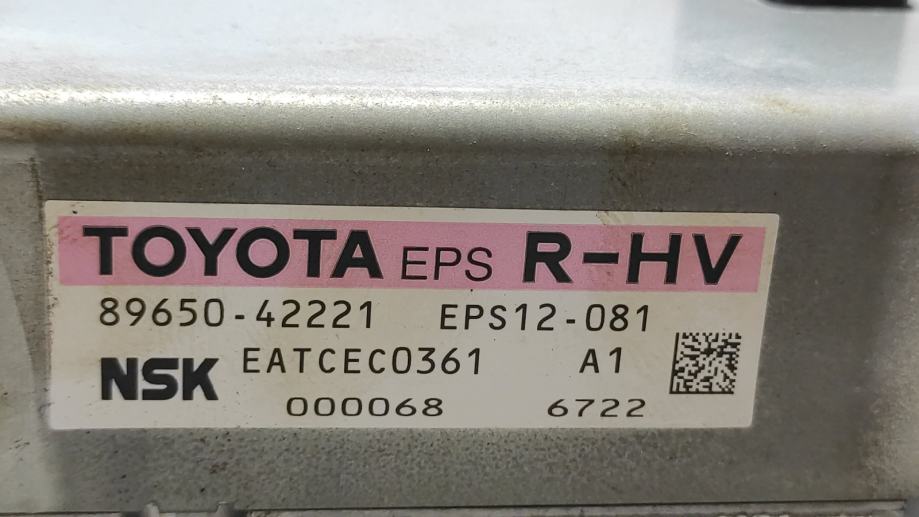 TOYOTA EPS R-HV
89650-42221 EPS12-081
NSK EATCEC0361 A1
000068 6722